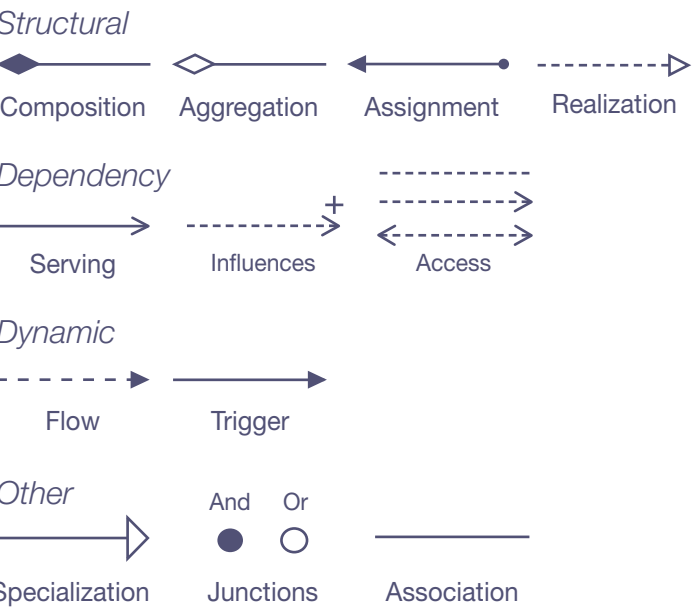 Structural
Composition Aggregation Assignment Realization
Dependency
+
Serving Influences Access
Dynamic
Flow Trigger
Other And Or
Specialization Junctions Association